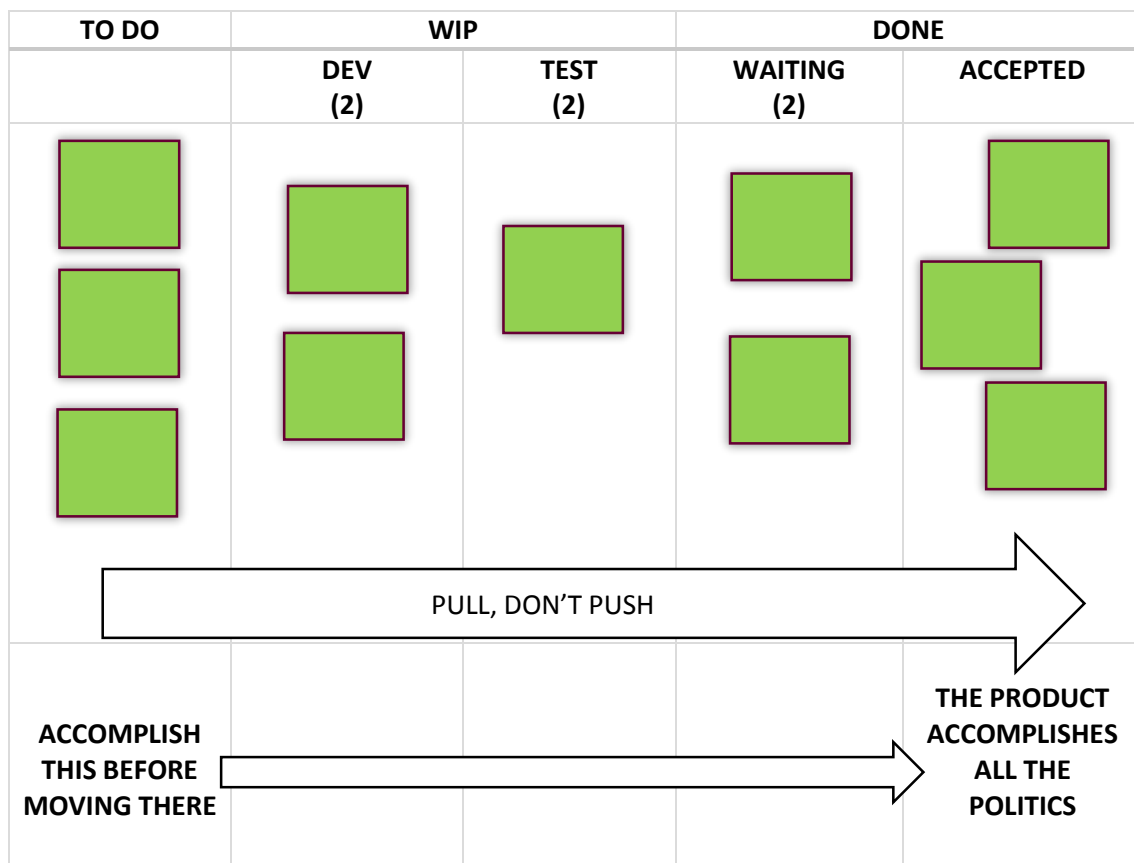 TO DO
WIP
DONE
DEV
(2)
TEST
(2)
WAITING
(2)
ACCEPTED
PULL, DON’T PUSH
ACCOMPLISH
THIS BEFORE
MOVING THERE
THE PRODUCT
ACCOMPLISHES
ALL THE
POLITICS